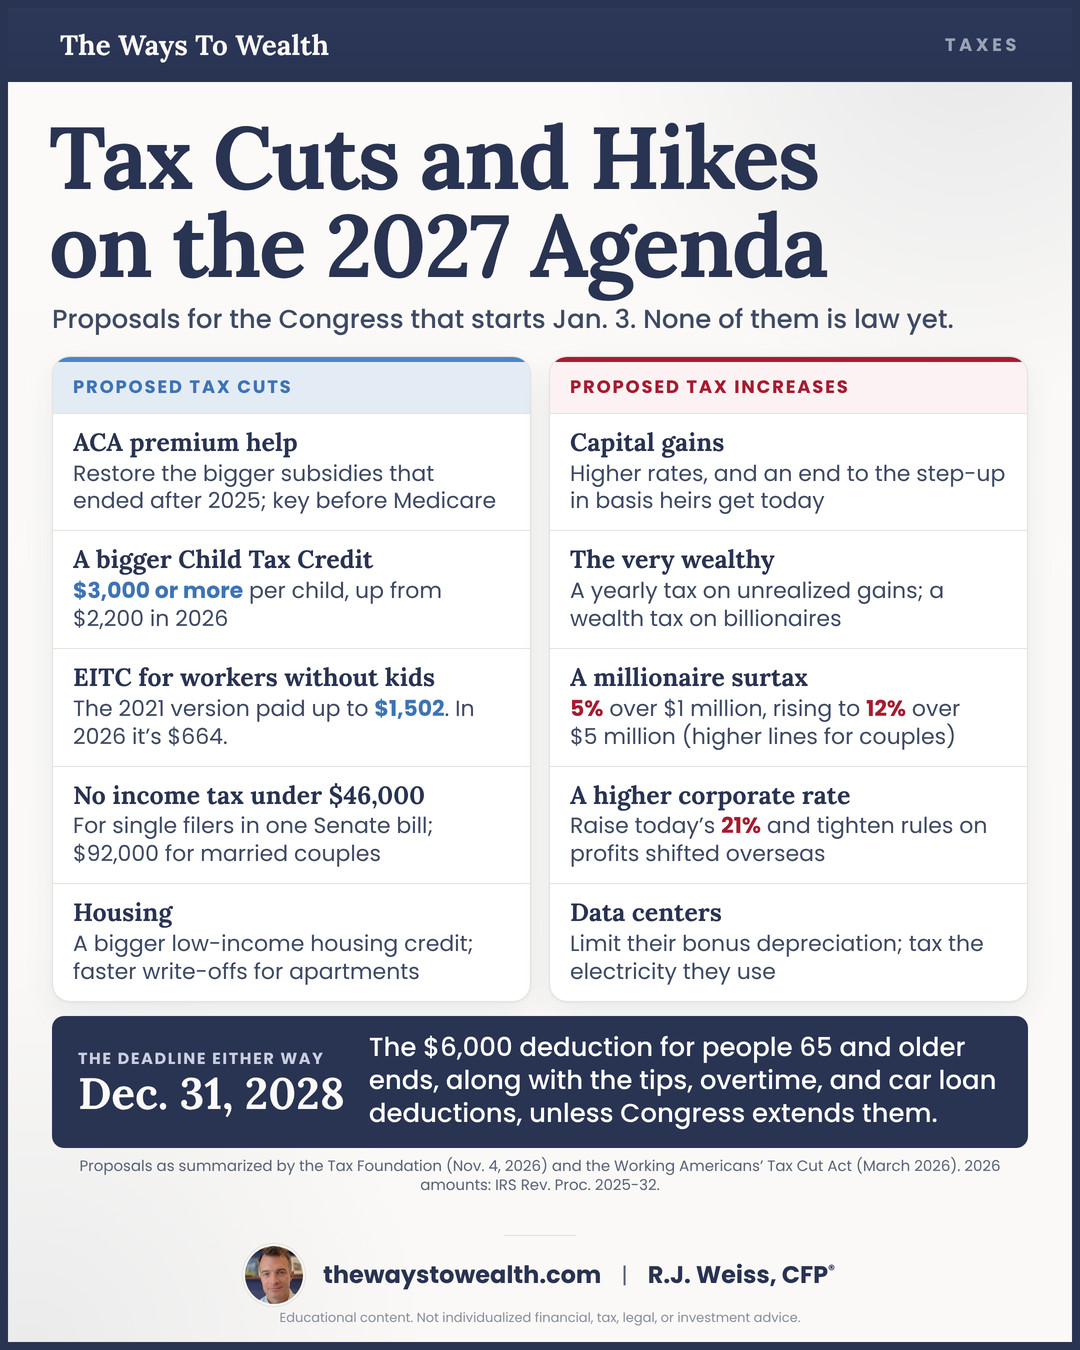 The Ways To Wealth
TAXES
Tax Cuts and Hikes
on the 2027 Agenda
Proposals for the Congress that starts Jan. 3. None of them is law yet.
PROPOSED TAX CUTS
ACA premium help
Restore the bigger subsidies that
ended after 2025; key before Medicare
A bigger Child Tax Credit
$3,000 or more per child, up from
$2,200 in 2026
EITC for workers without kids
The 2021 version paid up to $1,502. In
2026 it's $664.
No income tax under $46,000
For single filers in one Senate bill;
$92,000 for married couples
Housing
A bigger low-income housing credit;
faster write-offs for apartments
PROPOSED TAX INCREASES
Capital gains
Higher rates, and an end to the step-up
in basis heirs get today
The very wealthy
A yearly tax on unrealized gains; a
wealth tax on billionaires
A millionaire surtax
5% over $1 million, rising to 12% over
$5 million (higher lines for couples)
A higher corporate rate
Raise today's 21% and tighten rules on
profits shifted overseas
Data centers
Limit their bonus depreciation; tax the
electricity they use
THE DEADLINE EITHER WAY
Dec. 31, 2028
The $6,000 deduction for people 65 and older
ends, along with the tips, overtime, and car loan
deductions, unless Congress extends them.
Proposals as summarized by the Tax Foundation (Nov. 4, 2026) and the Working Americans' Tax Cut Act (March 2026). 2026
amounts: IRS Rev. Proc. 2025-32.
thewaystowealth.com | R.J. Weiss, CFP®
Educational content. Not individualized financial, tax, legal, or investment advice.